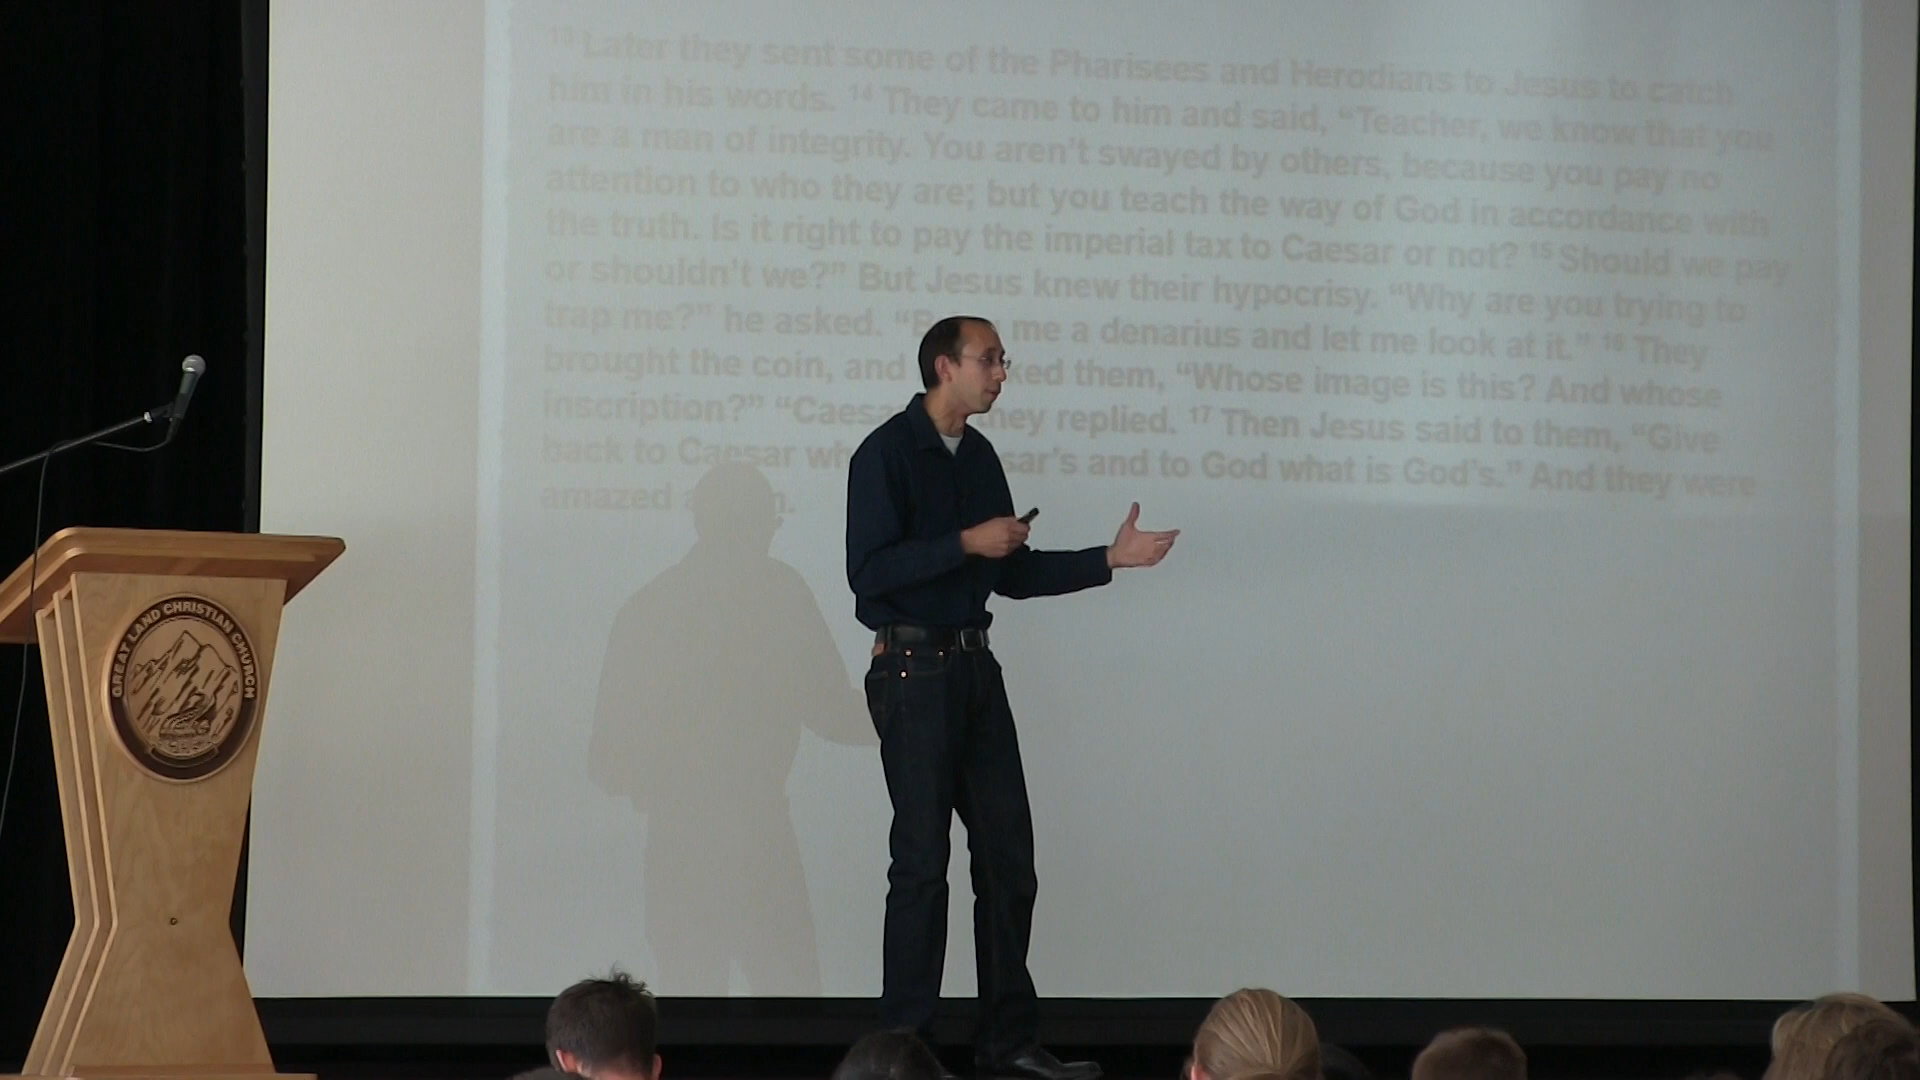 ¹³ Later they sent some of the Pharisees and Herodians to Jesus to catch
him in his words. ¹⁴ They came to him and said, “Teacher, we know that you
are a man of integrity. You aren’t swayed by others, because you pay no
attention to who they are; but you teach the way of God in accordance with
the truth. Is it right to pay the imperial tax to Caesar or not? ¹⁵ Should we pay
or shouldn’t we?” But Jesus knew their hypocrisy. “Why are you trying to
trap me?” he asked. “ me a denarius and let me look at it.” ¹⁶ They
brought the coin, and ked them, “Whose image is this? And whose
inscription?” “Caesa they replied. ¹⁷ Then Jesus said to them, “Give
back to Caesar wh sar’s and to God what is God’s.” And they were
amazed
GREAT LAND CHRISTIAN CHURCH